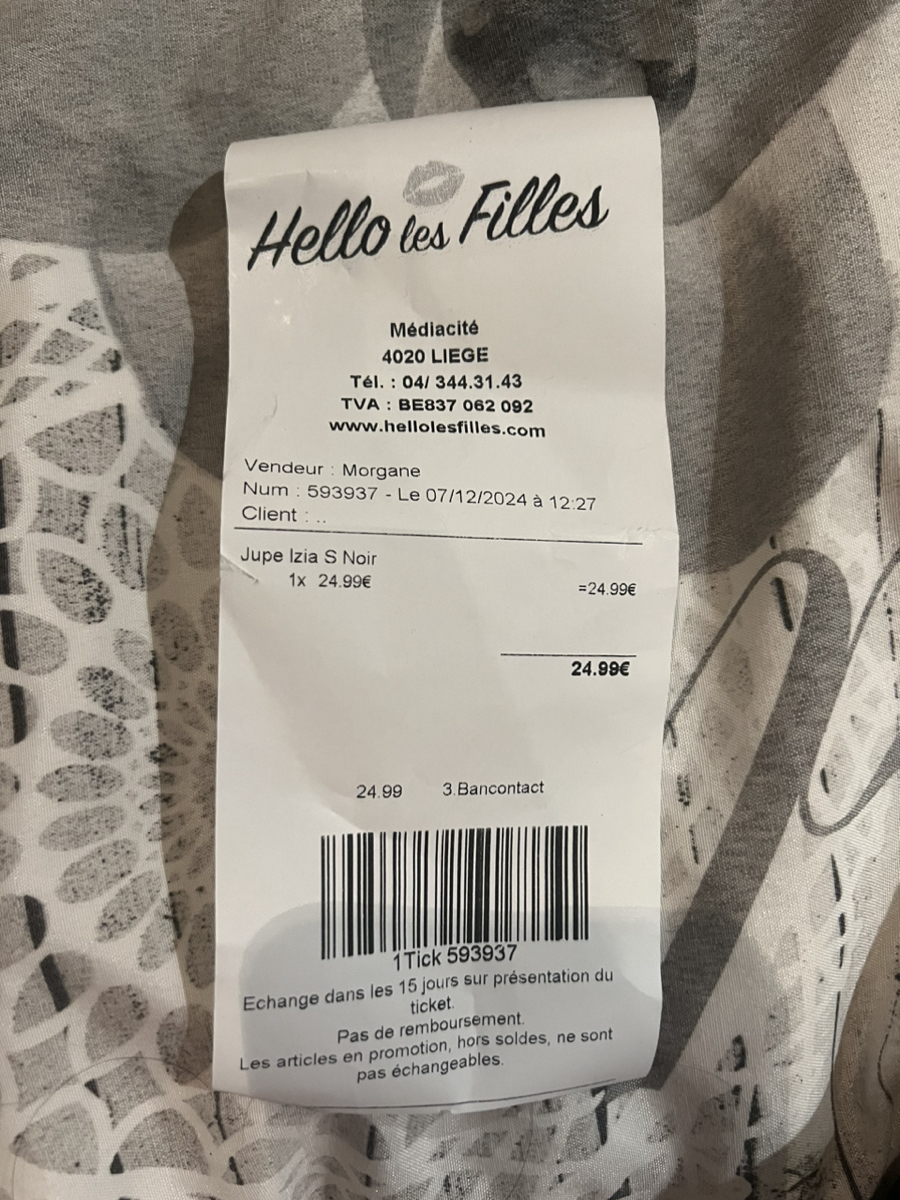 Hello les Filles
Médiacité
4020 LIEGE
Tél. : 04/ 344.31.43
TVA : BE837 062 092
www.hellolesfilles.com
Vendeur : Morgane
Num : 593937 - Le 07/12/2024 à 12:27
Client : ..
Jupe Izia S Noir
1x 24.99€ =24.99€
24.99€
24.99 3.Bancontact
1Tick 593937
Echange dans les 15 jours sur présentation du
ticket.
Pas de remboursement.
Les articles en promotion, hors soldes, ne sont
pas échangeables.